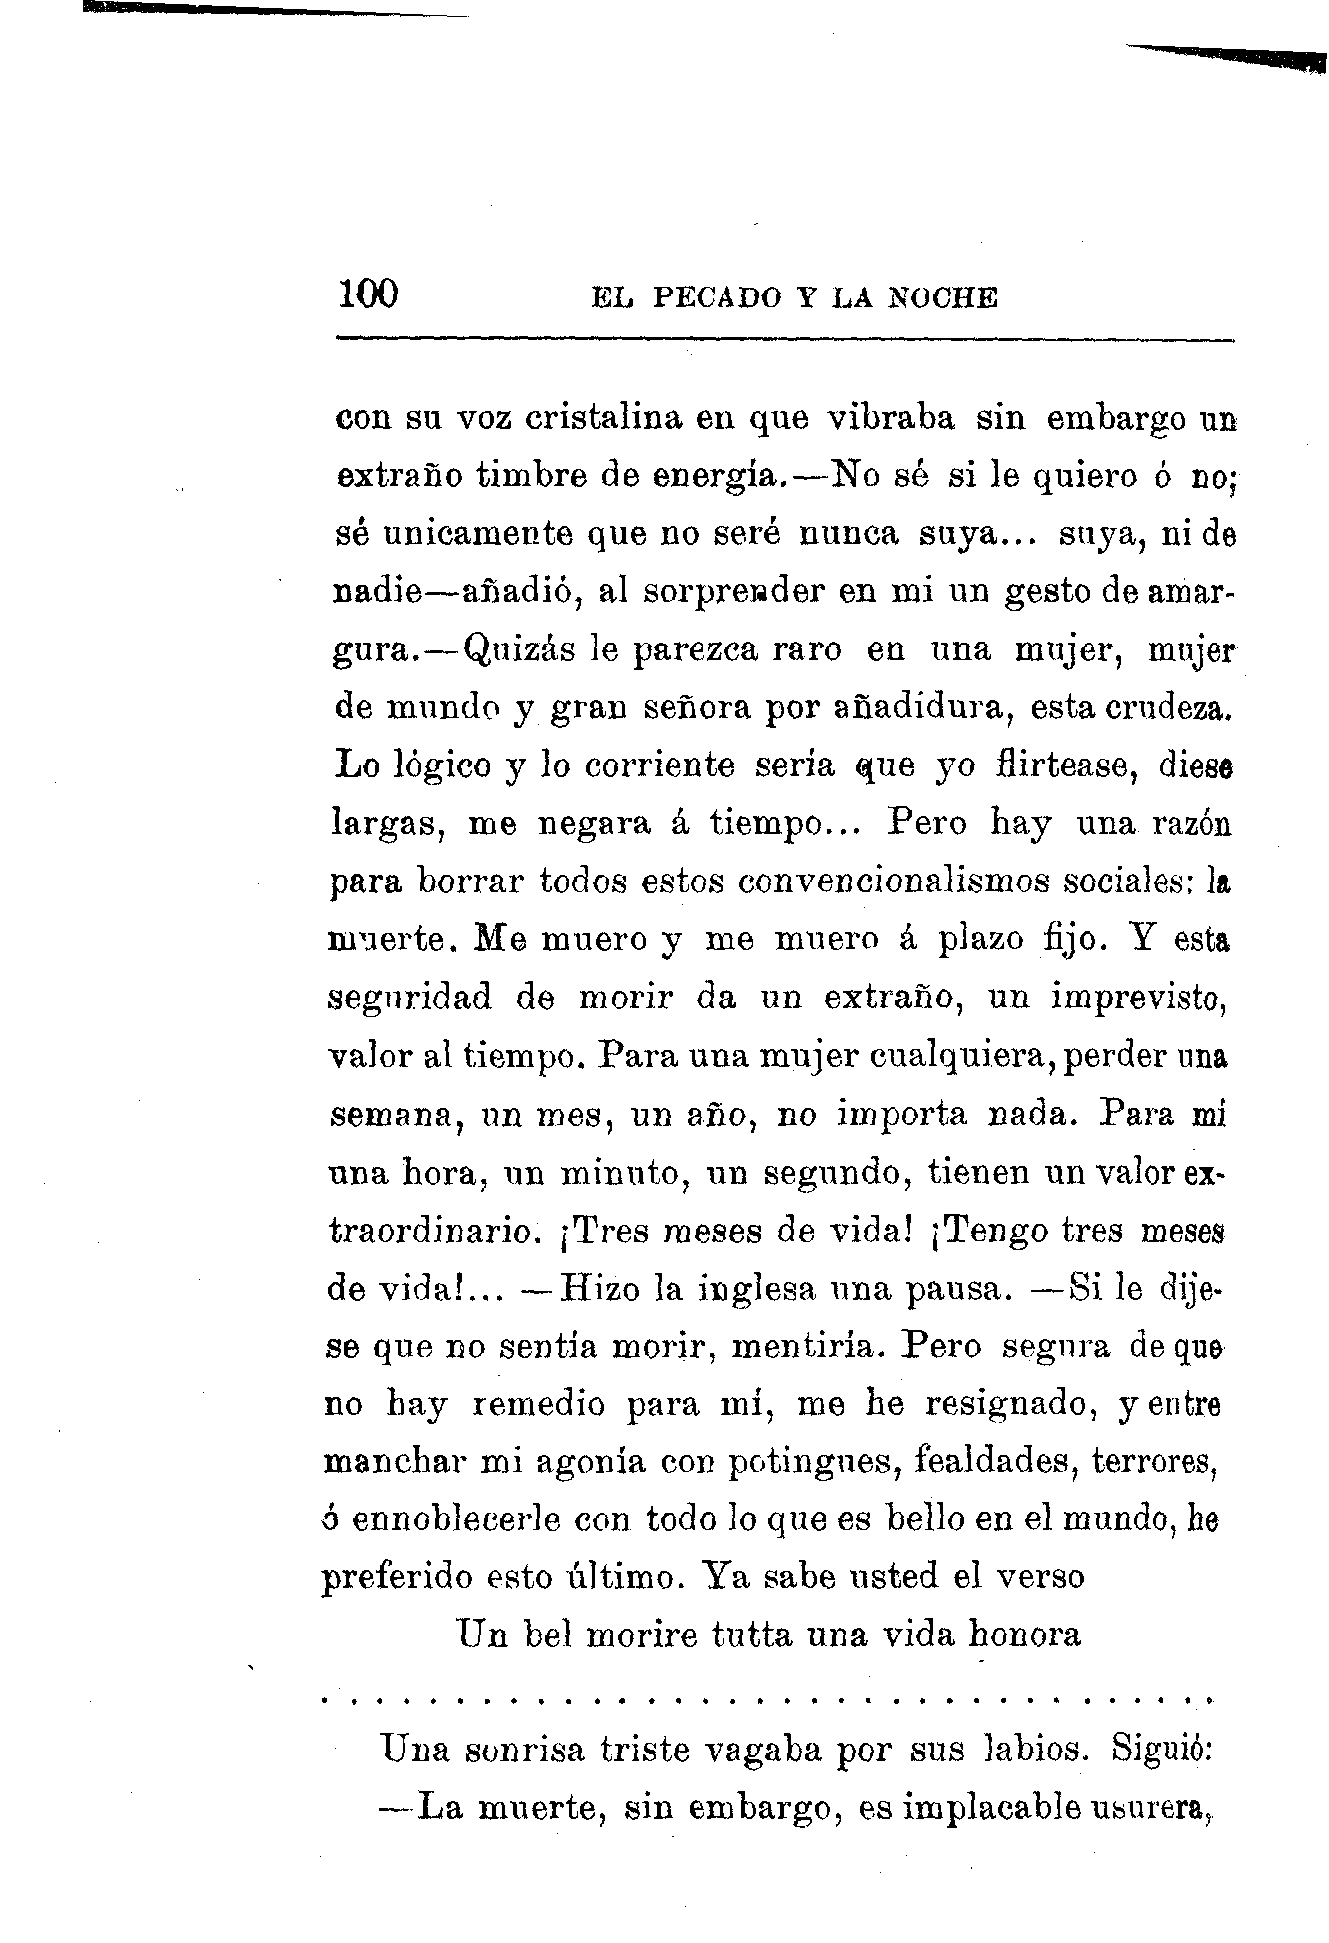 100 EL PECADO Y LA NOCHE
con su voz cristalina en que vibraba sin embargo un
extraño timbre de energía.—No sé si le quiero ó no;
sé unicamente que no seré nunca suya... suya, ni de
nadie—añadió, al sorprender en mi un gesto de amar-
gura.—Quizás le parezca raro en una mujer, mujer
de mundo y gran señora por añadídura, esta crudeza.
Lo lógico y lo corriente sería que yo flirtease, diese
largas, me negara á tiempo... Pero hay una razón
para borrar todos estos convencionalismos sociales: la
muerte. Me muero y me muero á plazo fijo. Y esta
seguridad de morir da un extraño, un imprevisto,
valor al tiempo. Para una mujer cualquiera, perder una
semana, un mes, un año, no importa nada. Para mí
una hora, un minuto, un segundo, tienen un valor ex-
traordinario. ¡Tres meses de vida! ¡Tengo tres meses
de vida!... —Hizo la inglesa una pausa. —Si le dije-
se que no sentía morir, mentiría. Pero segura de que
no hay remedio para mí, me he resignado, y entre
manchar mi agonía con potingues, fealdades, terrores,
ó ennoblecerle con todo lo que es bello en el mundo, he
preferido esto último. Ya sabe usted el verso
Un bel morire tutta una vida honora
. . . . . . . . . . . . . . . . . . . . . . . . . . . . . . . . . .
Una sonrisa triste vagaba por sus labios. Siguió:
—La muerte, sin embargo, es implacable usurera,